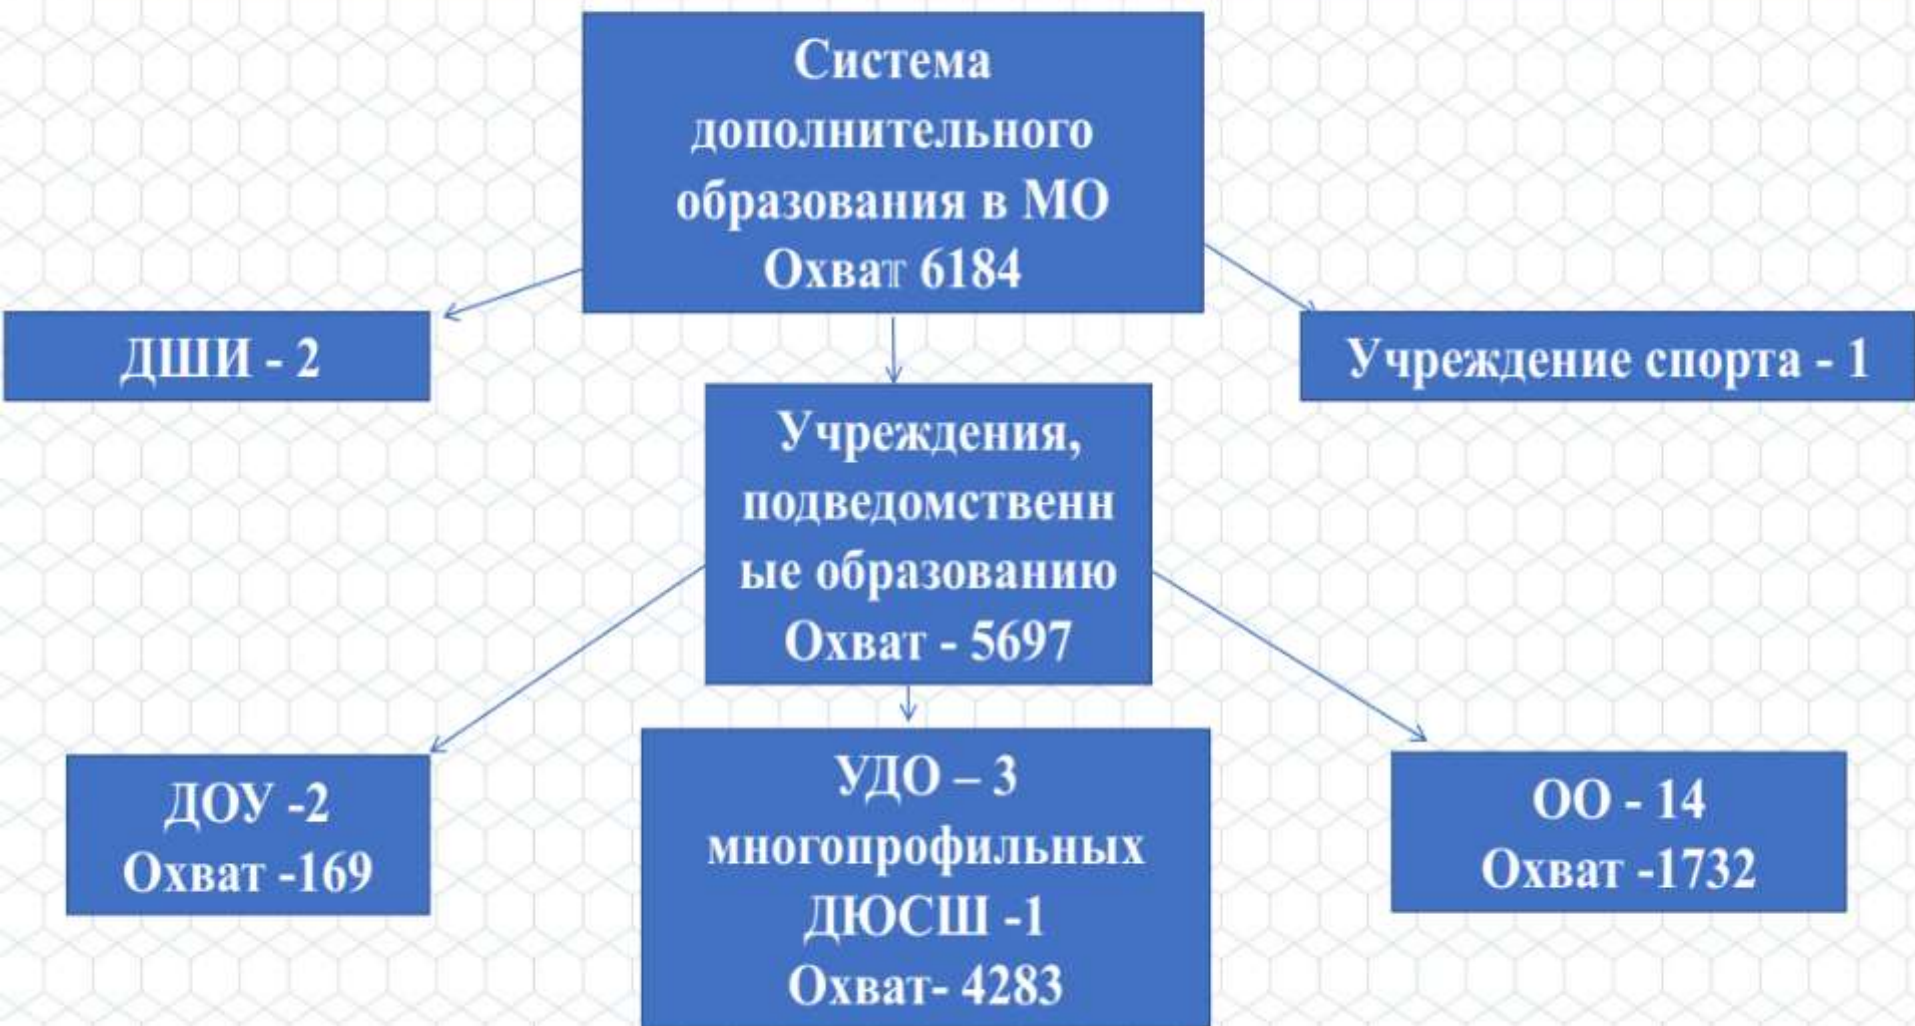 Система
дополнительного
образования в МО
Охват 6184
ДШИ - 2
Учреждение спорта - 1
Учреждения,
подведомственн
ые образованию
Охват - 5697
ДОУ -2
Охват -169
УДО – 3
многопрофильных
ДЮСШ -1
Охват- 4283
ОО - 14
Охват -1732